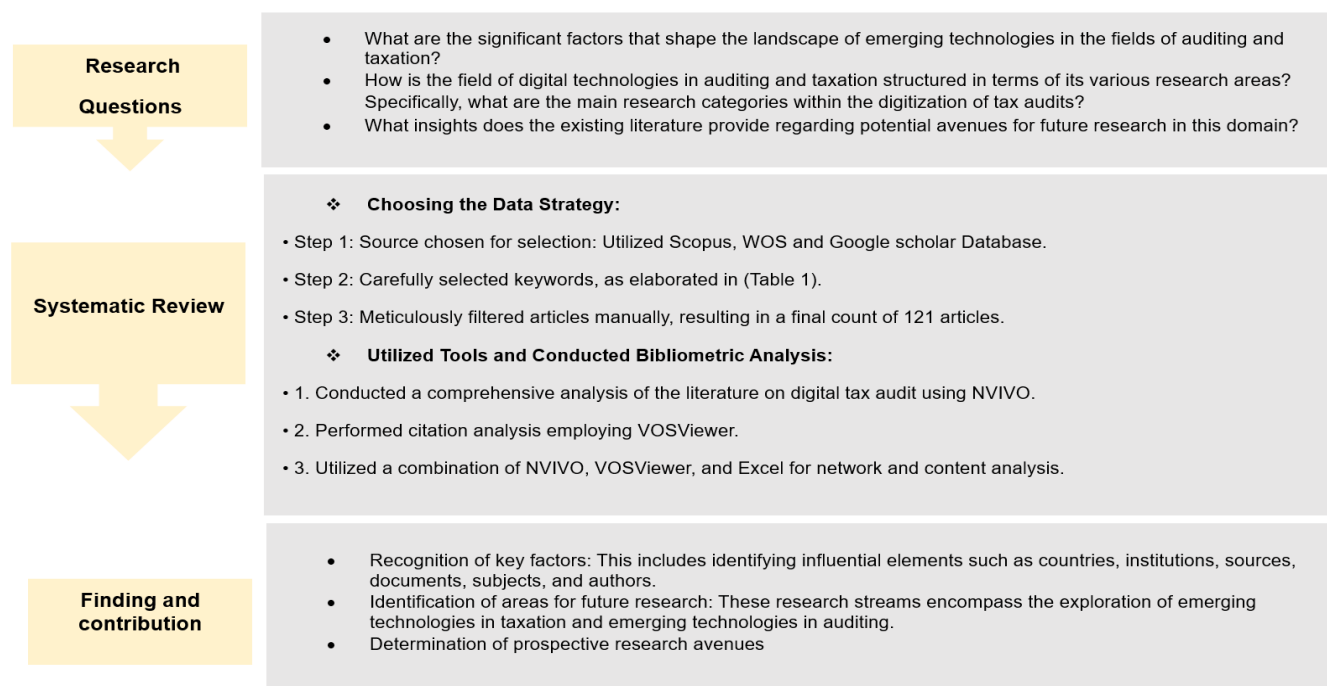 Research
Questions
• What are the significant factors that shape the landscape of emerging technologies in the fields of auditing and
taxation?
• How is the field of digital technologies in auditing and taxation structured in terms of its various research areas?
Specifically, what are the main research categories within the digitization of tax audits?
• What insights does the existing literature provide regarding potential avenues for future research in this domain?
Systematic Review
❖ Choosing the Data Strategy:
• Step 1: Source chosen for selection: Utilized Scopus, WOS and Google scholar Database.
• Step 2: Carefully selected keywords, as elaborated in (Table 1).
• Step 3: Meticulously filtered articles manually, resulting in a final count of 121 articles.
❖ Utilized Tools and Conducted Bibliometric Analysis:
• 1. Conducted a comprehensive analysis of the literature on digital tax audit using NVIVO.
• 2. Performed citation analysis employing VOSViewer.
• 3. Utilized a combination of NVIVO, VOSViewer, and Excel for network and content analysis.
Finding and
contribution
• Recognition of key factors: This includes identifying influential elements such as countries, institutions, sources,
documents, subjects, and authors.
• Identification of areas for future research: These research streams encompass the exploration of emerging
technologies in taxation and emerging technologies in auditing.
• Determination of prospective research avenues